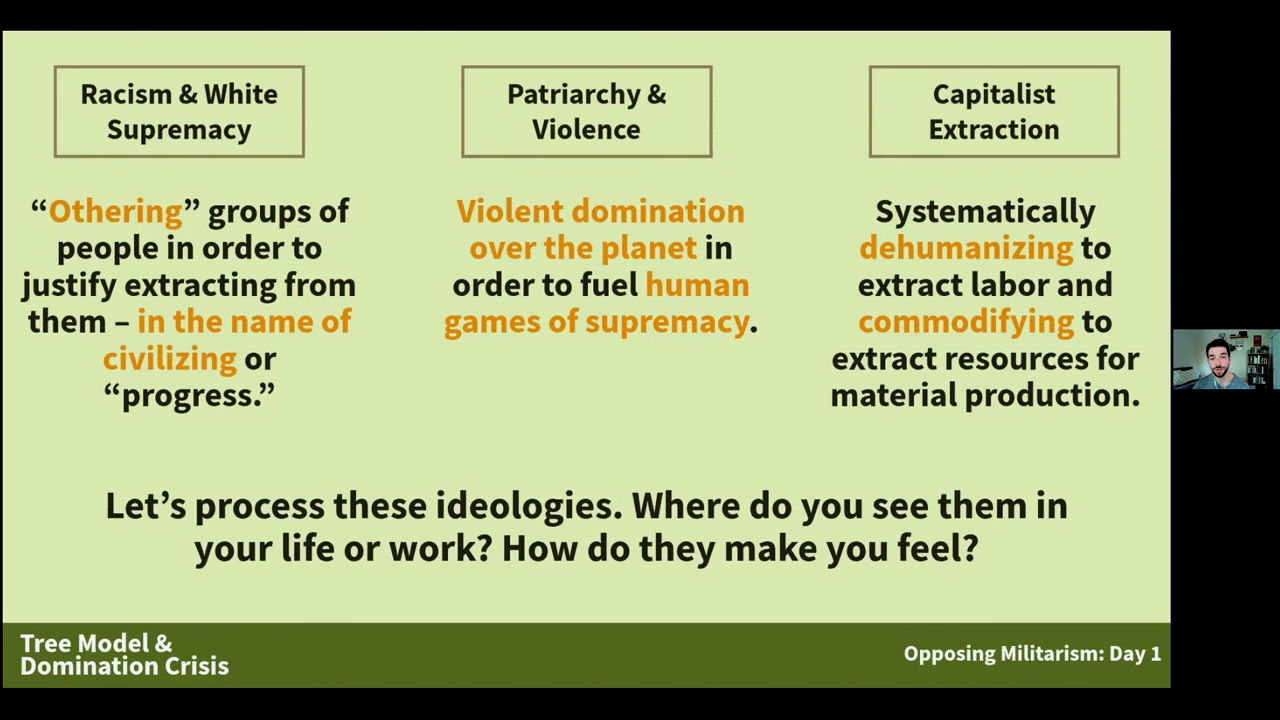 Racism & White
Supremacy
Patriarchy &
Violence
Capitalist
Extraction
“Othering” groups of
people in order to
justify extracting from
them – in the name of
civilizing or
“progress.”
Violent domination
over the planet in
order to fuel human
games of supremacy.
Systematically
dehumanizing to
extract labor and
commodifying to
extract resources for
material production.
Let’s process these ideologies. Where do you see them in
your life or work? How do they make you feel?
Tree Model &
Domination Crisis
Opposing Militarism: Day 1